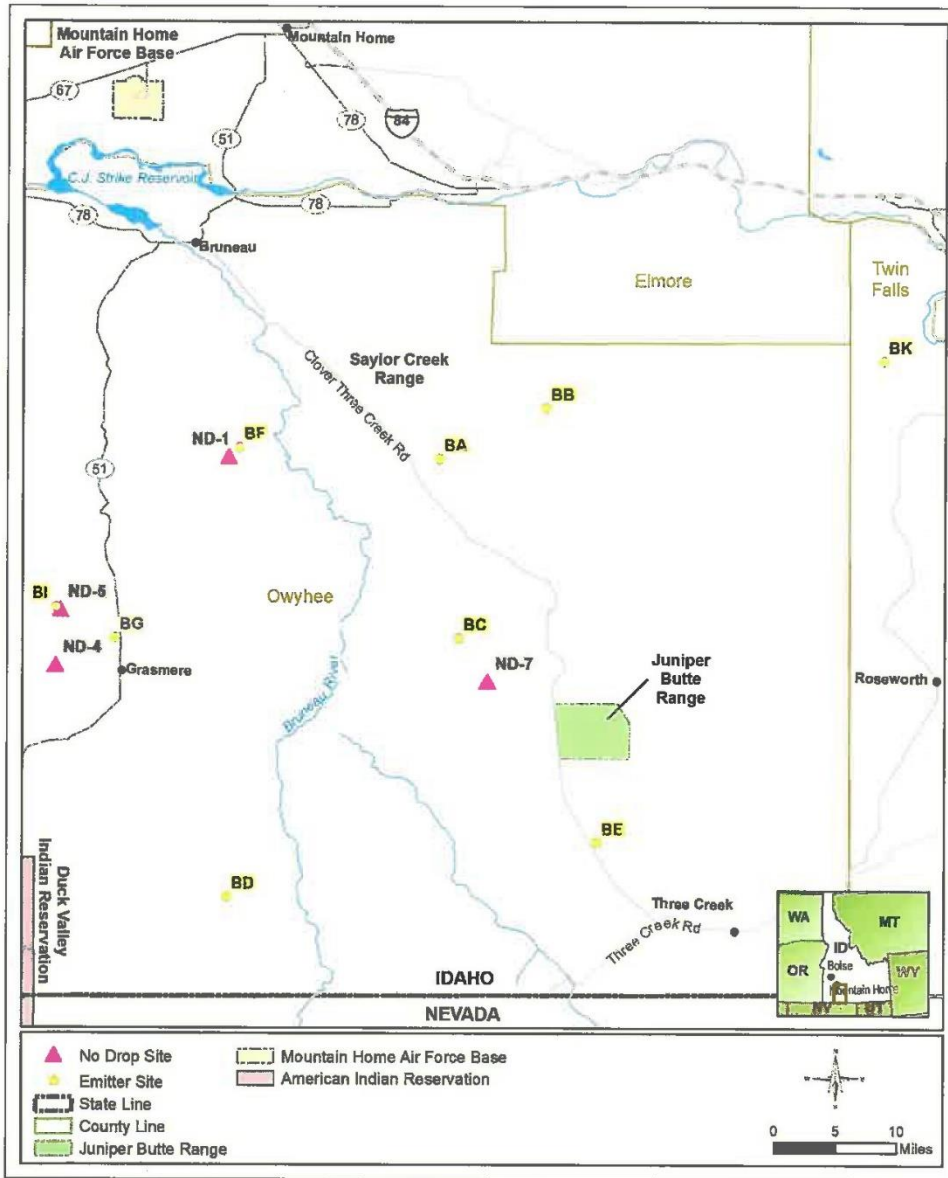 Mountain Home
Air Force Base
Mountain Home
67
84
78
51
C.J. Strike Reservoir
78
78
Bruneau
Elmore
Twin
Falls
BK
Saylor Creek
Range
Clover Three Creek Rd
BB
BF
ND-1
BA
51
BI
ND-5
Owyhee
BG
BC
ND-4
Grasmere
ND-7
Juniper
Butte
Range
Roseworth
Bruneau River
BE
Duck Valley
Indian Reservation
BD
Three Creek
Three Creek Rd
WA
MT
ID
OR
Boise
WY
Mountain Home
NV
UT
IDAHO
NEVADA
No Drop Site
Mountain Home Air Force Base
Emitter Site
American Indian Reservation
State Line
County Line
Juniper Butte Range
N
W
E
S
0 5 10
Miles